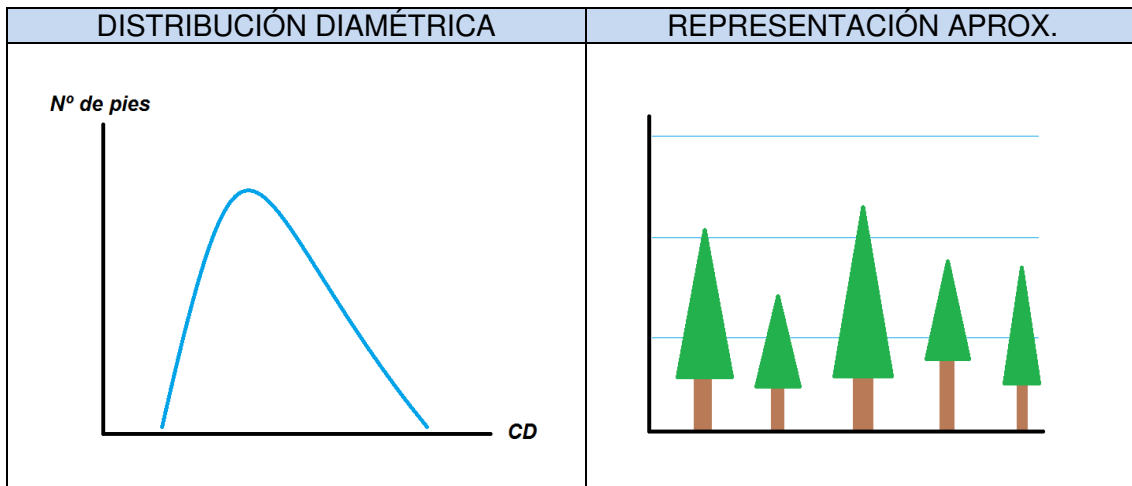 DISTRIBUCIÓN DIAMÉTRICA
REPRESENTACIÓN APROX.
Nº de pies
CD